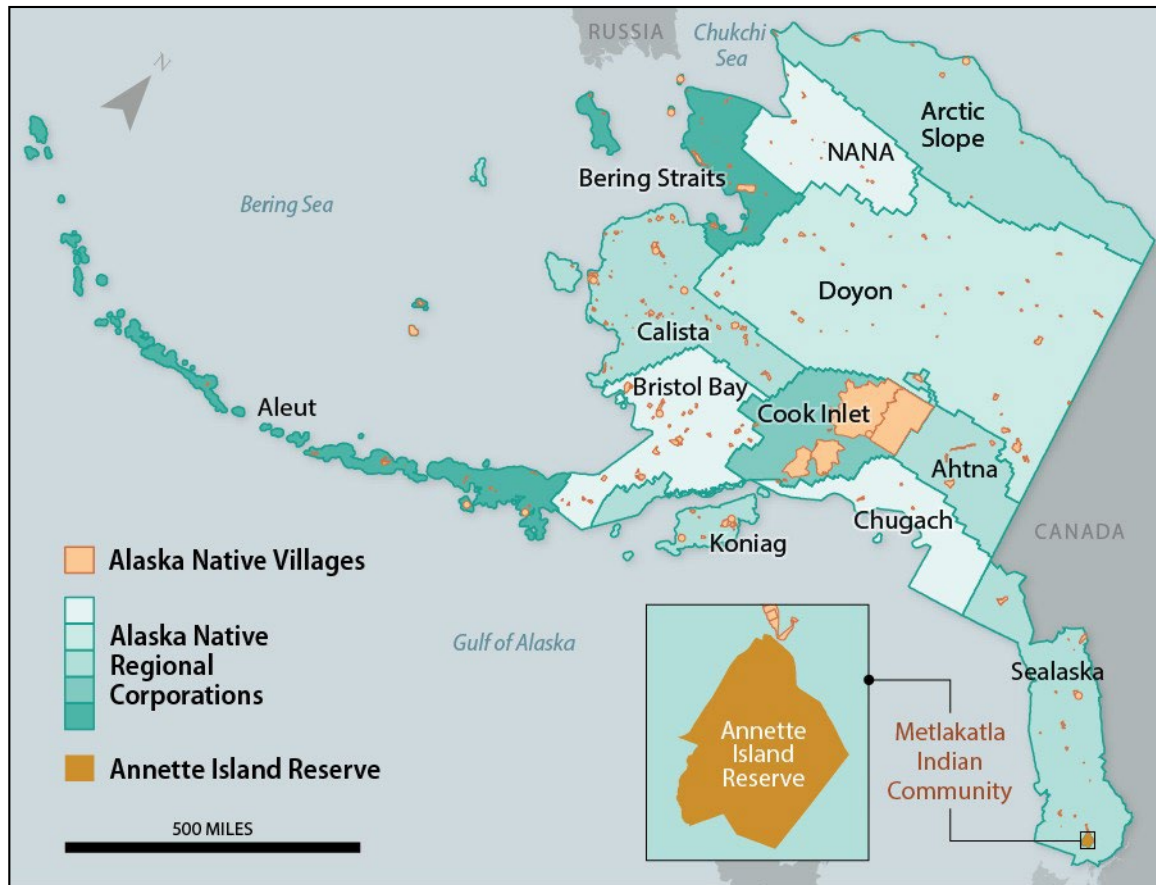 RUSSIA
Chukchi
Sea
N
Arctic
Slope
NANA
Bering Straits
Bering Sea
Doyon
Calista
Bristol Bay
Cook Inlet
Aleut
Ahtna
Chugach
Koniag
CANADA
Alaska Native Villages
Alaska Native
Regional
Corporations
Gulf of Alaska
Sealaska
Annette
Island
Reserve
Metlakatla
Indian
Community
Annette Island Reserve
500 MILES